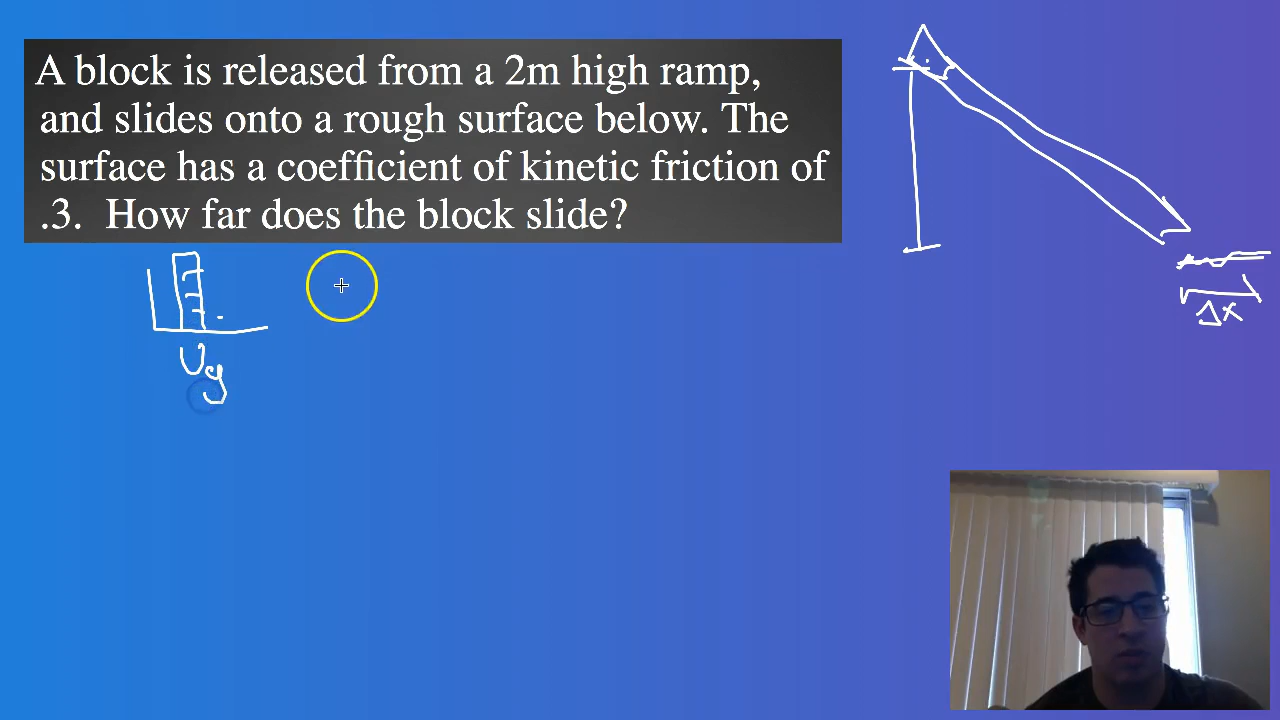 A block is released from a 2m high ramp,
and slides onto a rough surface below. The
surface has a coefficient of kinetic friction of
.3. How far does the block slide?
Ug
Δx